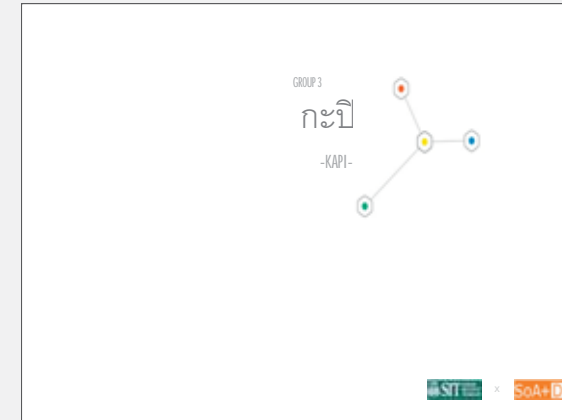 GROUP 3
กะปิ
-KAPI-
SIT
x
SoA+D